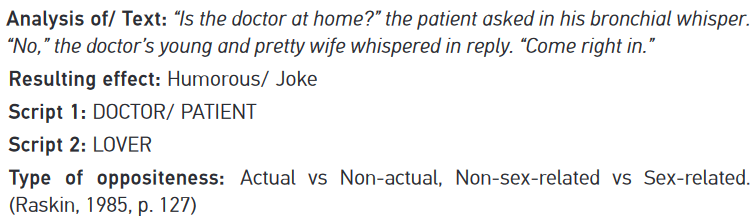 Analysis of/ Text: “Is the doctor at home?” the patient asked in his bronchial whisper.
“No,” the doctor’s young and pretty wife whispered in reply. “Come right in.”
Resulting effect: Humorous/ Joke
Script 1: DOCTOR/ PATIENT
Script 2: LOVER
Type of oppositeness: Actual vs Non-actual, Non-sex-related vs Sex-related.
(Raskin, 1985, p. 127)